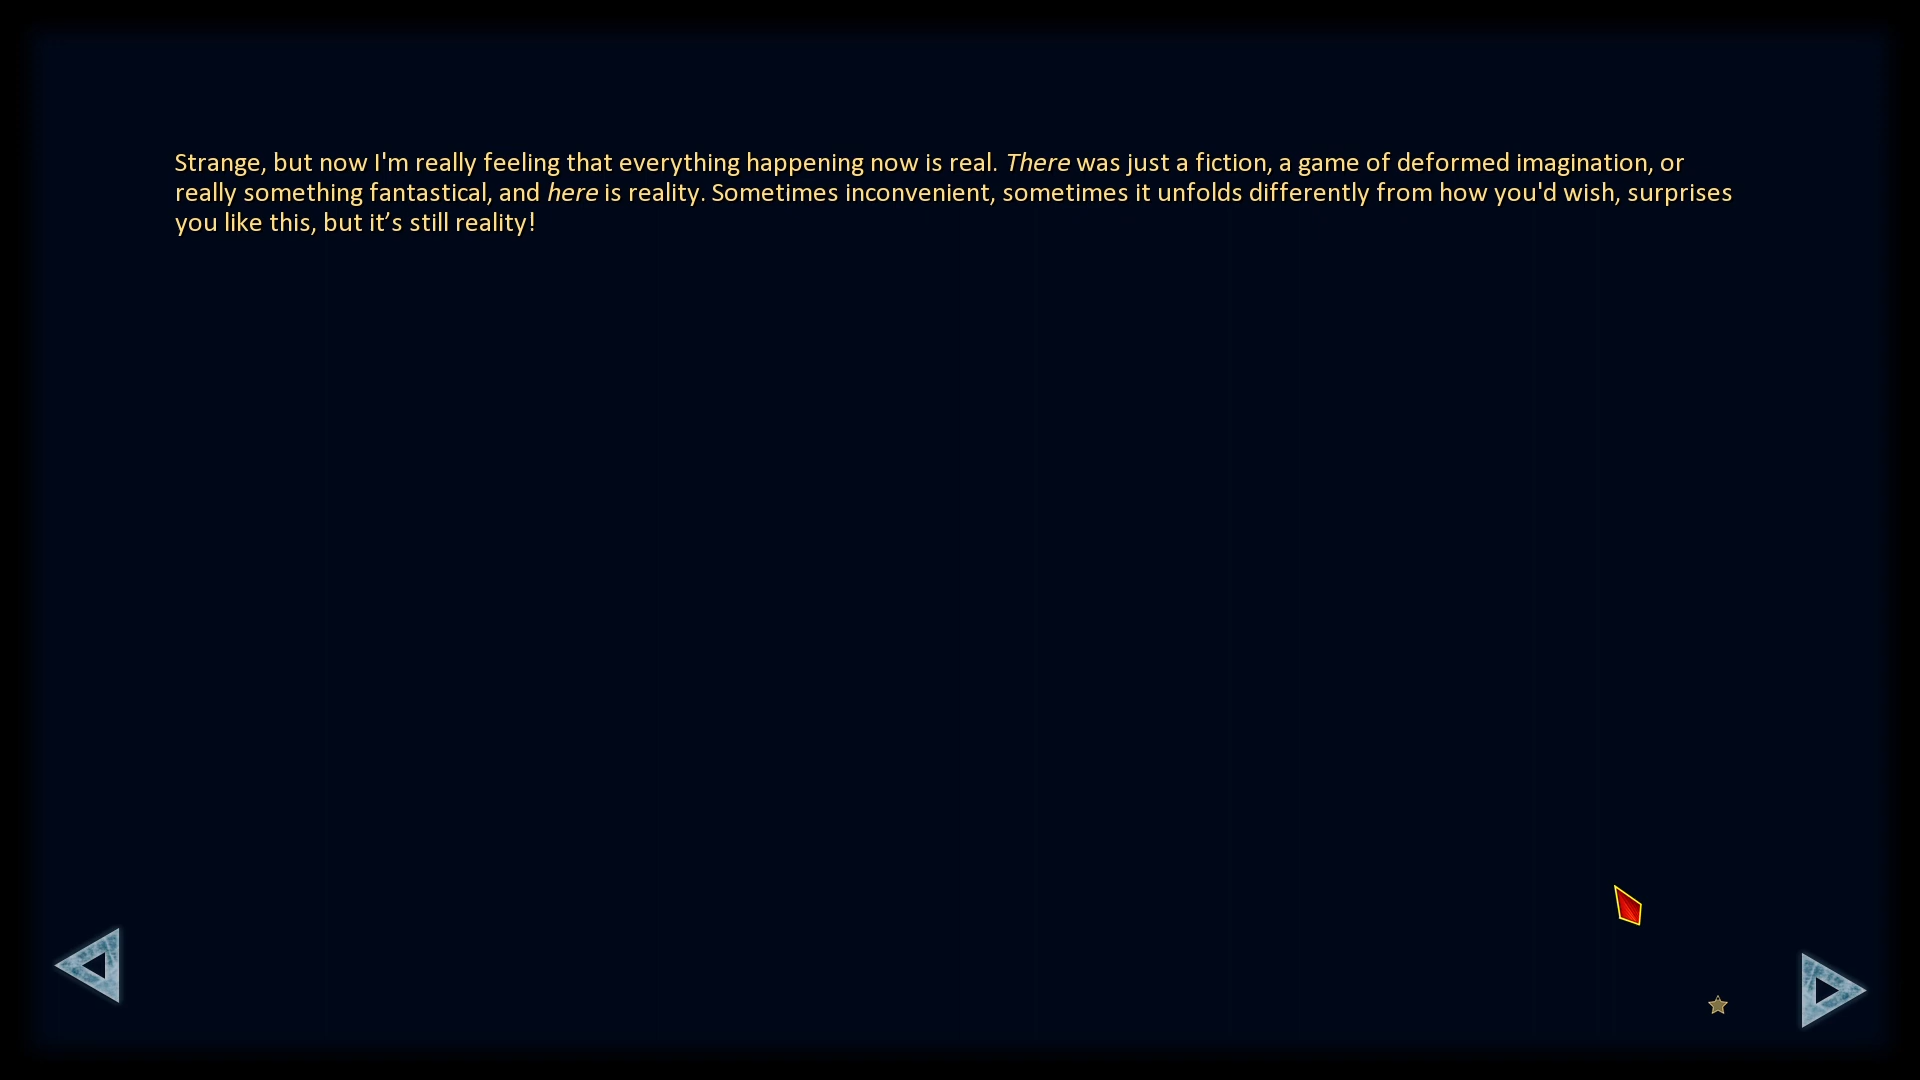 Strange, but now I'm really feeling that everything happening now is real. There was just a fiction, a game of deformed imagination, or
really something fantastical, and here is reality. Sometimes inconvenient, sometimes it unfolds differently from how you'd wish, surprises
you like this, but it’s still reality!